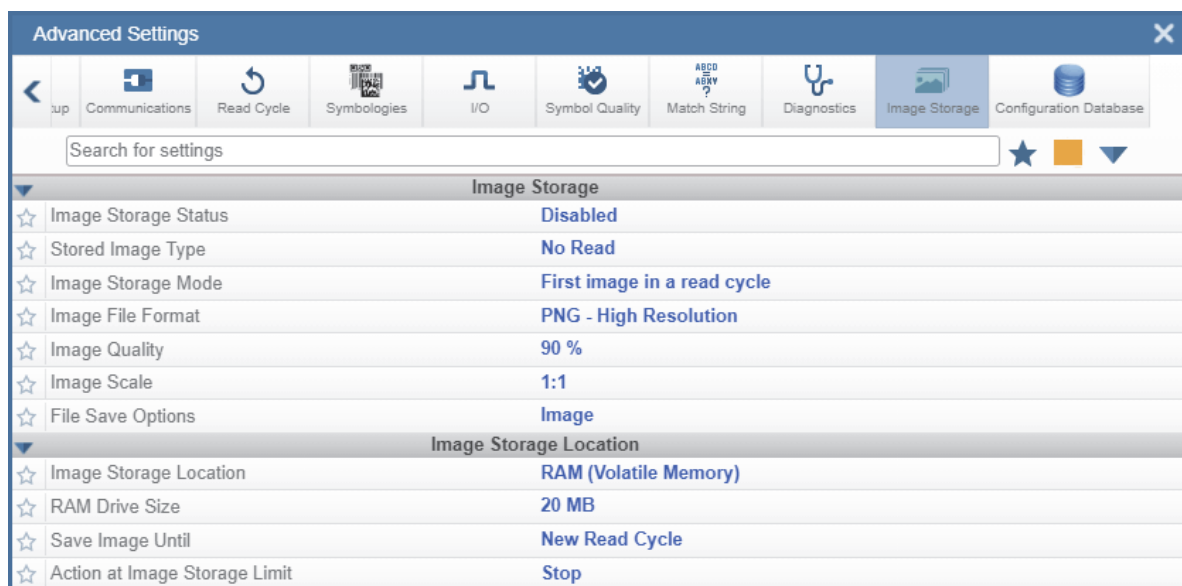 Advanced Settings
up Communications Read Cycle Symbologies I/O Symbol Quality ABCD ABXY ? Match String Diagnostics Image Storage Configuration Database
Search for settings
Image Storage
Image Storage Status Disabled
Stored Image Type No Read
Image Storage Mode First image in a read cycle
Image File Format PNG - High Resolution
Image Quality 90 %
Image Scale 1:1
File Save Options Image
Image Storage Location
Image Storage Location RAM (Volatile Memory)
RAM Drive Size 20 MB
Save Image Until New Read Cycle
Action at Image Storage Limit Stop